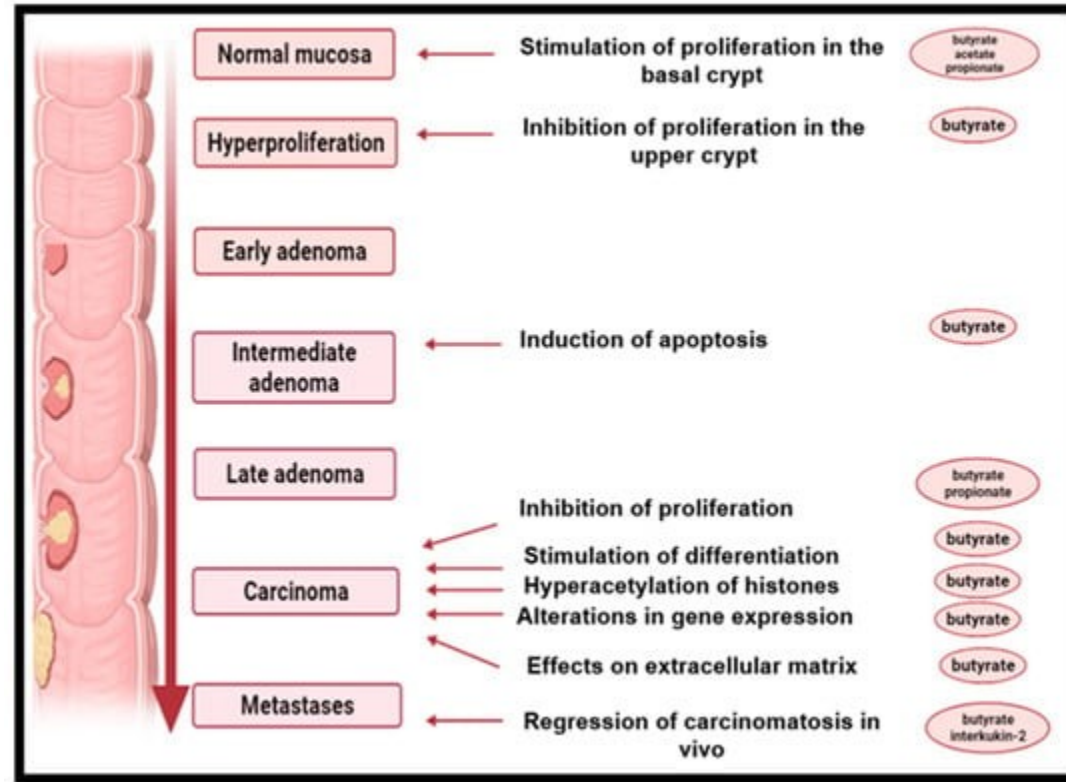 Normal mucosa
Stimulation of proliferation in the
basal crypt
butyrate
acetate
propionate
Hyperproliferation
Inhibition of proliferation in the
upper crypt
butyrate
Early adenoma
Intermediate
adenoma
Induction of apoptosis
butyrate
Late adenoma
butyrate
propionate
Inhibition of proliferation
butyrate
Stimulation of differentiation
Carcinoma
Hyperacetylation of histones
butyrate
Alterations in gene expression
butyrate
Effects on extracellular matrix
butyrate
Metastases
Regression of carcinomatosis in
vivo
butyrate
interkukin-2